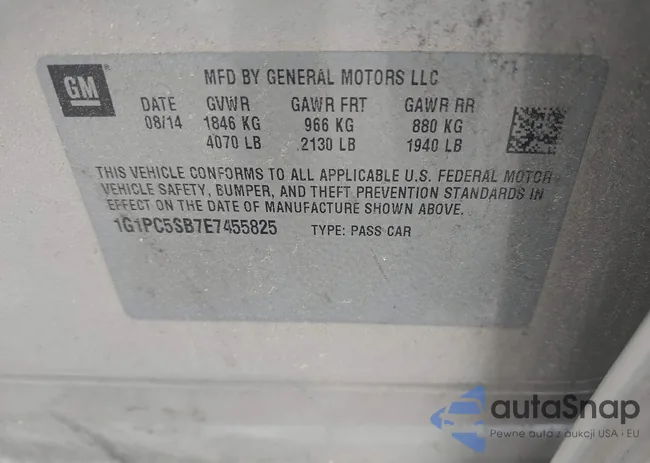 GM
MFD BY GENERAL MOTORS LLC
DATE GVWR GAWR FRT GAWR RR
08/14 1846 KG 966 KG 880 KG
4070 LB 2130 LB 1940 LB
THIS VEHICLE CONFORMS TO ALL APPLICABLE U.S. FEDERAL MOTOR
VEHICLE SAFETY, BUMPER, AND THEFT PREVENTION STANDARDS IN
EFFECT ON THE DATE OF MANUFACTURE SHOWN ABOVE.
1G1PC5SB7E7455825 TYPE: PASS CAR
autaSnap
Pewne auta z aukcji USA i EU